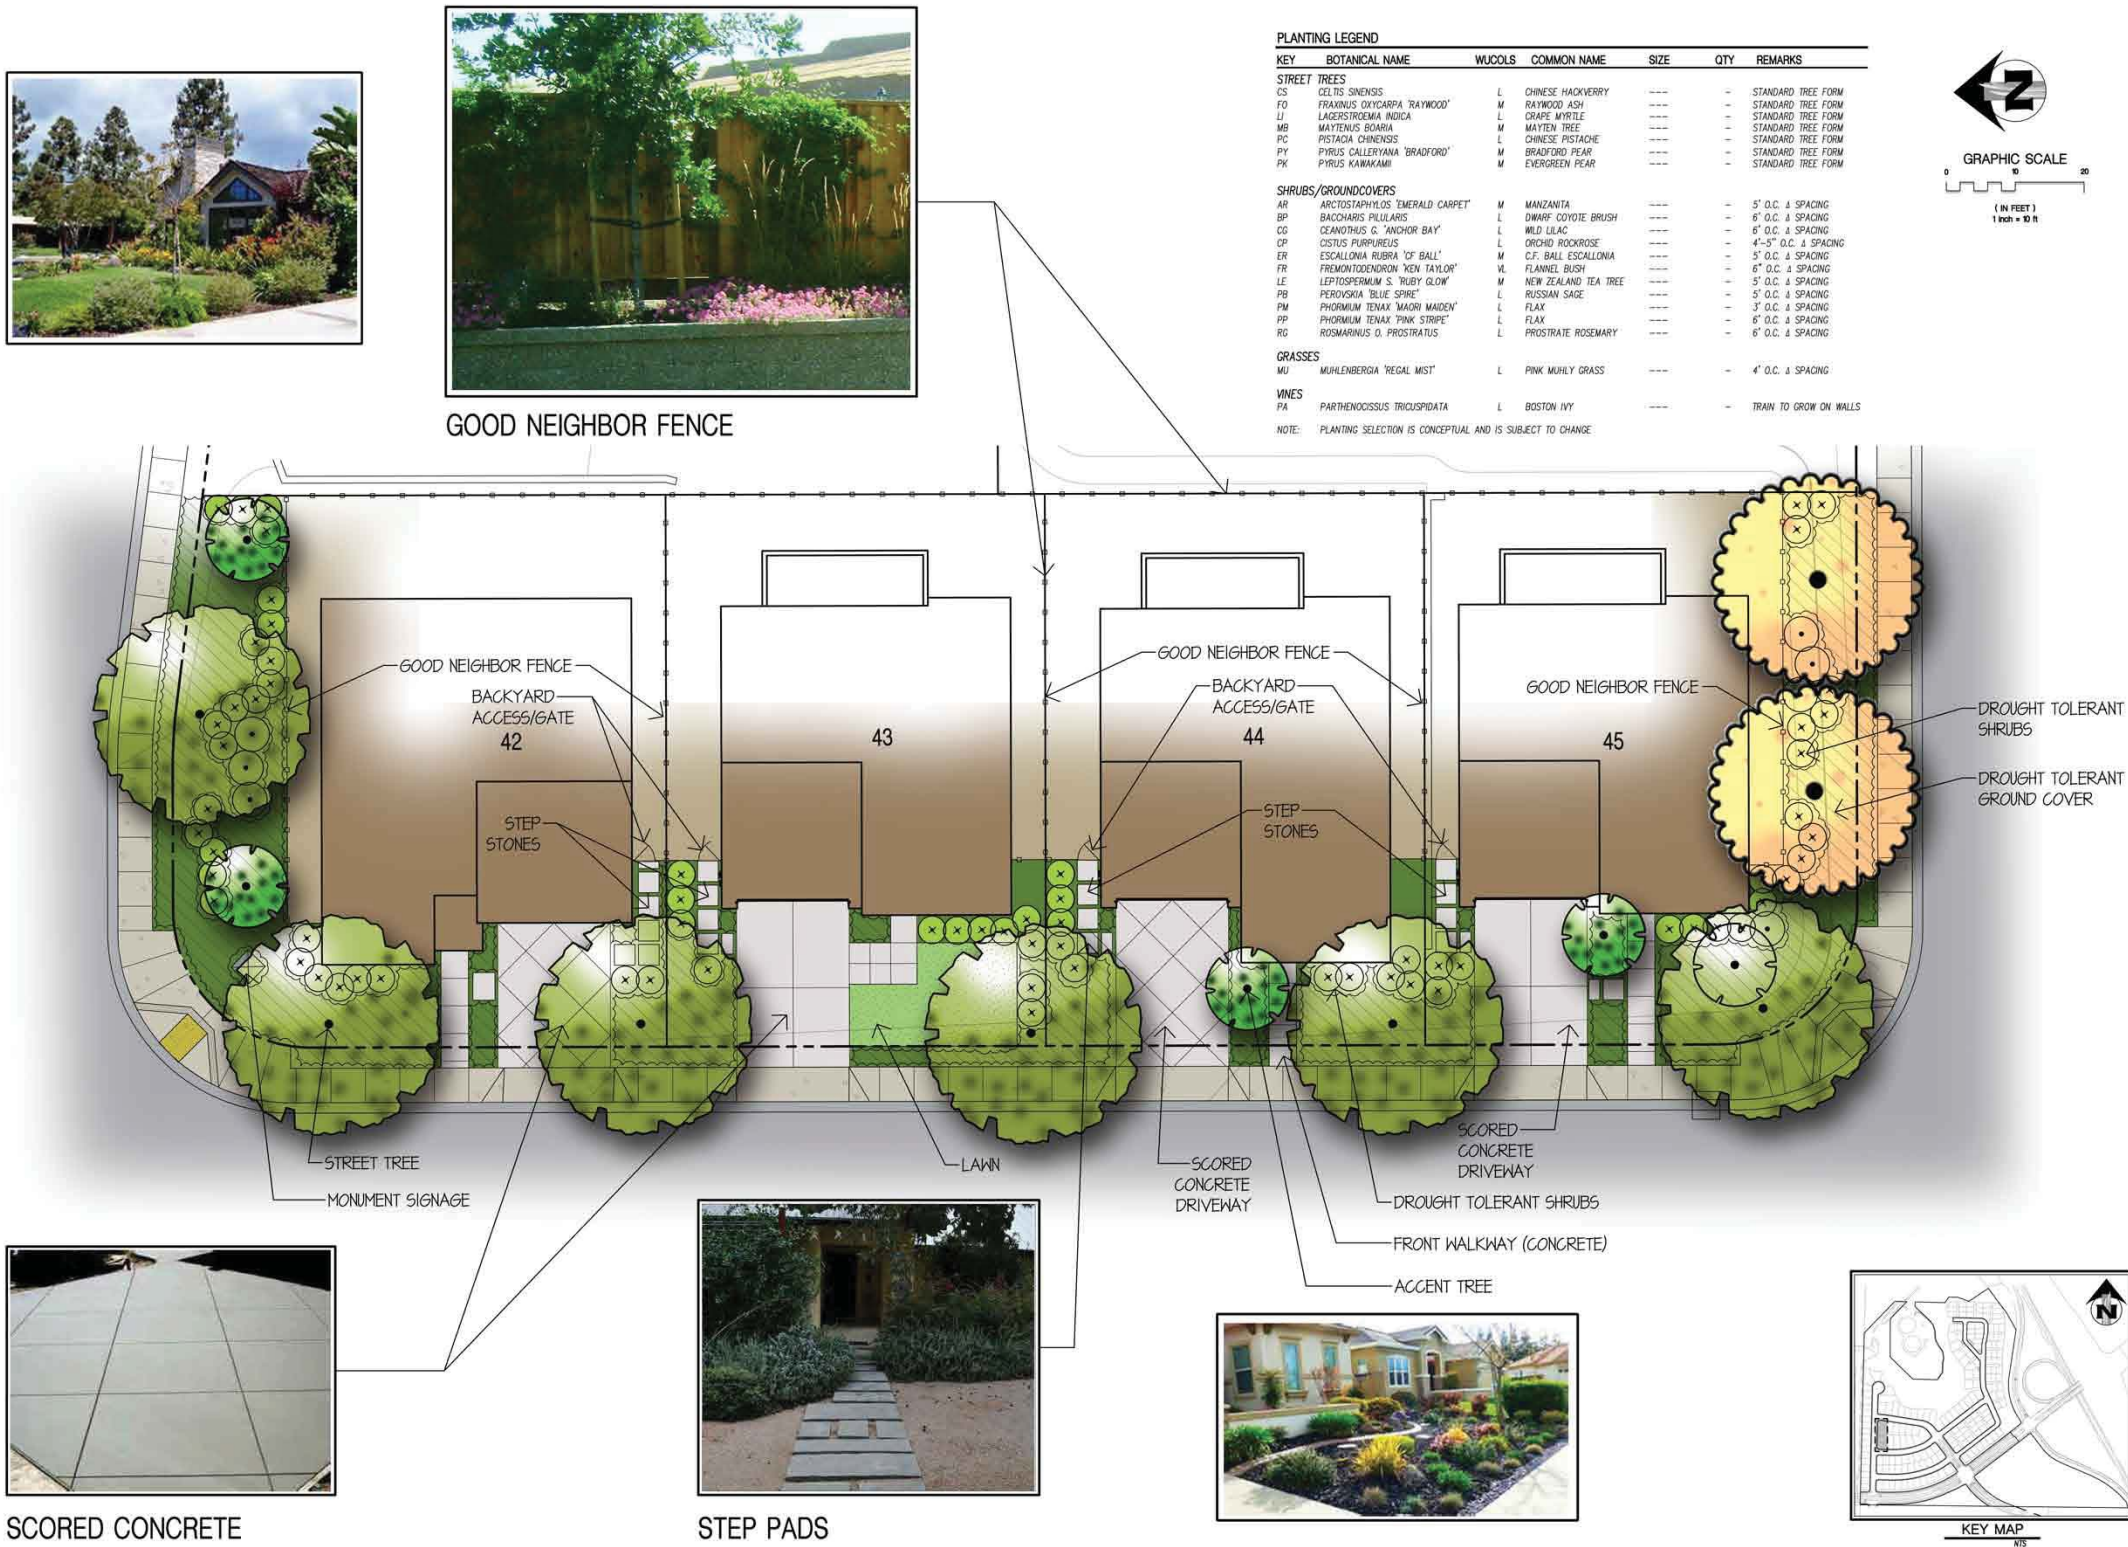 PLANTING LEGEND
KEY BOTANICAL NAME WUCOLS COMMON NAME SIZE QTY REMARKS
STREET TREES
CS CELTIS SINENSIS L CHINESE HACKVERRY --- - STANDARD TREE FORM
FO FRAXINUS OXYCARPA 'RAYWOOD' M RAYWOOD ASH --- - STANDARD TREE FORM
LI LAGERSTROEMIA INDICA L CRAPE MYRTLE --- - STANDARD TREE FORM
MB MAYTENUS BOARIA M MAYTEN TREE --- - STANDARD TREE FORM
PC PISTACIA CHINENSIS L CHINESE PISTACHE --- - STANDARD TREE FORM
PY PYRUS CALLERYANA 'BRADFORD' M BRADFORD PEAR --- - STANDARD TREE FORM
PK PYRUS KAWAKAMII M EVERGREEN PEAR --- - STANDARD TREE FORM
SHRUBS/GROUNDCOVERS
AR ARCTOSTAPHYLOS 'EMERALD CARPET' M MANZANITA --- - 5' O.C. Δ SPACING
BP BACCHARIS PILULARIS L DWARF COYOTE BRUSH --- - 6' O.C. Δ SPACING
CG CEANOTHUS G. 'ANCHOR BAY' L WILD LILAC --- - 6' O.C. Δ SPACING
CP CISTUS PURPUREUS L ORCHID ROCKROSE --- - 4'-5" O.C. Δ SPACING
ER ESCALLONIA RUBRA 'CF BALL' M C.F. BALL ESCALLONIA --- - 5' O.C. Δ SPACING
FR FREMONTODENDRON 'KEN TAYLOR' VL FLANNEL BUSH --- - 6" O.C. Δ SPACING
LE LEPTOSPERMUM S. 'RUBY GLOW' M NEW ZEALAND TEA TREE --- - 5' O.C. Δ SPACING
PB PEROVSKIA 'BLUE SPIRE' L RUSSIAN SAGE --- - 5' O.C. Δ SPACING
PM PHORMIUM TENAX 'MAORI MAIDEN' L FLAX --- - 3' O.C. Δ SPACING
PP PHORMIUM TENAX 'PINK STRIPE' L FLAX --- - 6' O.C. Δ SPACING
RG ROSMARINUS O. PROSTRATUS L PROSTRATE ROSEMARY --- - 6' O.C. Δ SPACING
GRASSES
MU MUHLENBERGIA 'REGAL MIST' L PINK MUHLY GRASS --- - 4' O.C. Δ SPACING
VINES
PA PARTHENOCISSUS TRICUSPIDATA L BOSTON IVY --- - TRAIN TO GROW ON WALLS
NOTE: PLANTING SELECTION IS CONCEPTUAL AND IS SUBJECT TO CHANGE
N
GRAPHIC SCALE
0 10 20
( IN FEET )
1 inch = 10 ft
GOOD NEIGHBOR FENCE
GOOD NEIGHBOR FENCE
BACKYARD
ACCESS/GATE
42
STEP
STONES
43
GOOD NEIGHBOR FENCE
BACKYARD
ACCESS/GATE
44
STEP
STONES
GOOD NEIGHBOR FENCE
45
DROUGHT TOLERANT
SHRUBS
DROUGHT TOLERANT
GROUND COVER
STREET TREE
MONUMENT SIGNAGE
LAWN
SCORED
CONCRETE
DRIVEWAY
SCORED
CONCRETE
DRIVEWAY
DROUGHT TOLERANT SHRUBS
FRONT WALKWAY (CONCRETE)
ACCENT TREE
SCORED CONCRETE
STEP PADS
N
KEY MAP
NTS